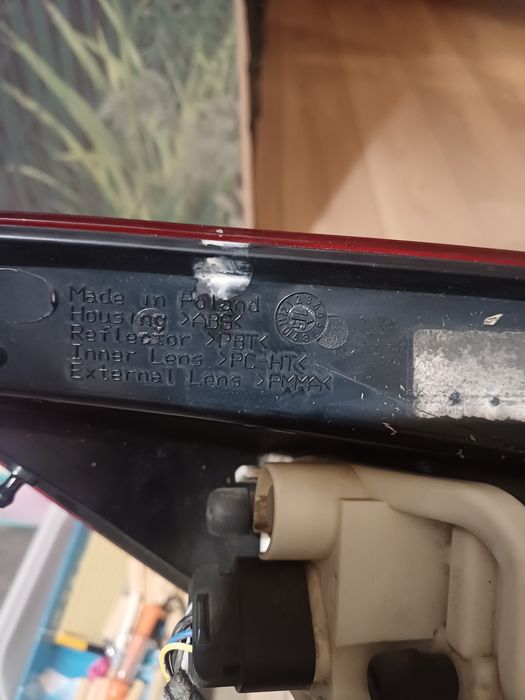 Made in Poland
Housing >ABS<
Reflector >PBT<
Inner Lens >PC-HT<
External Lens >PMMA<